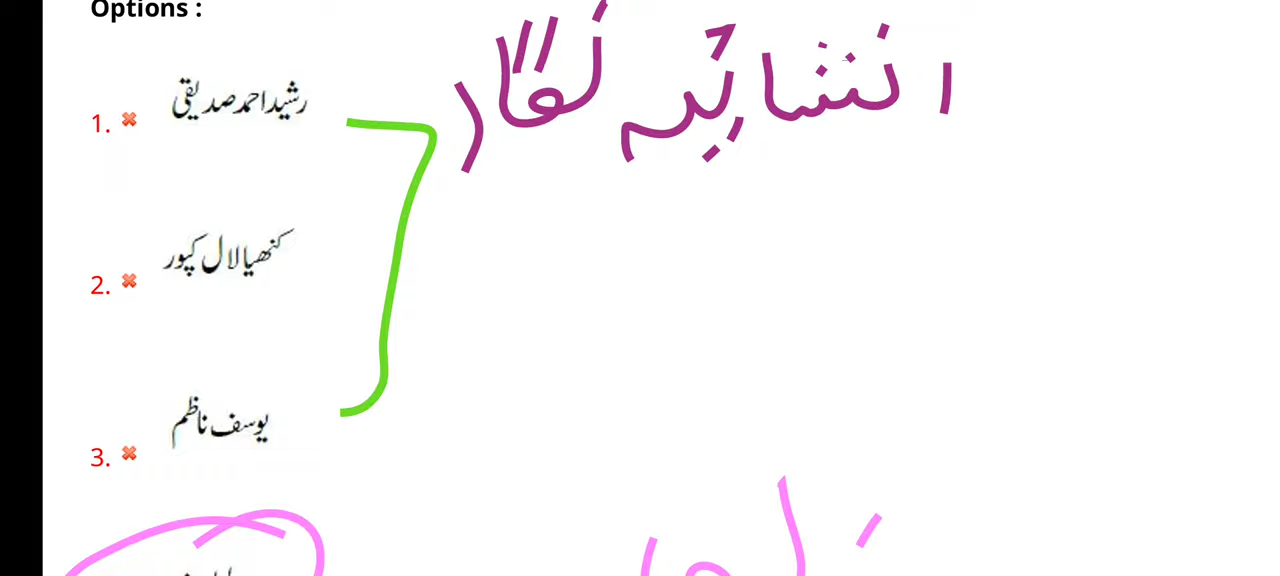 Options :
انشائیہ نگار
1. رشید احمد صدیقی
2. کنھیا لال کپور
3. یوسف ناظم